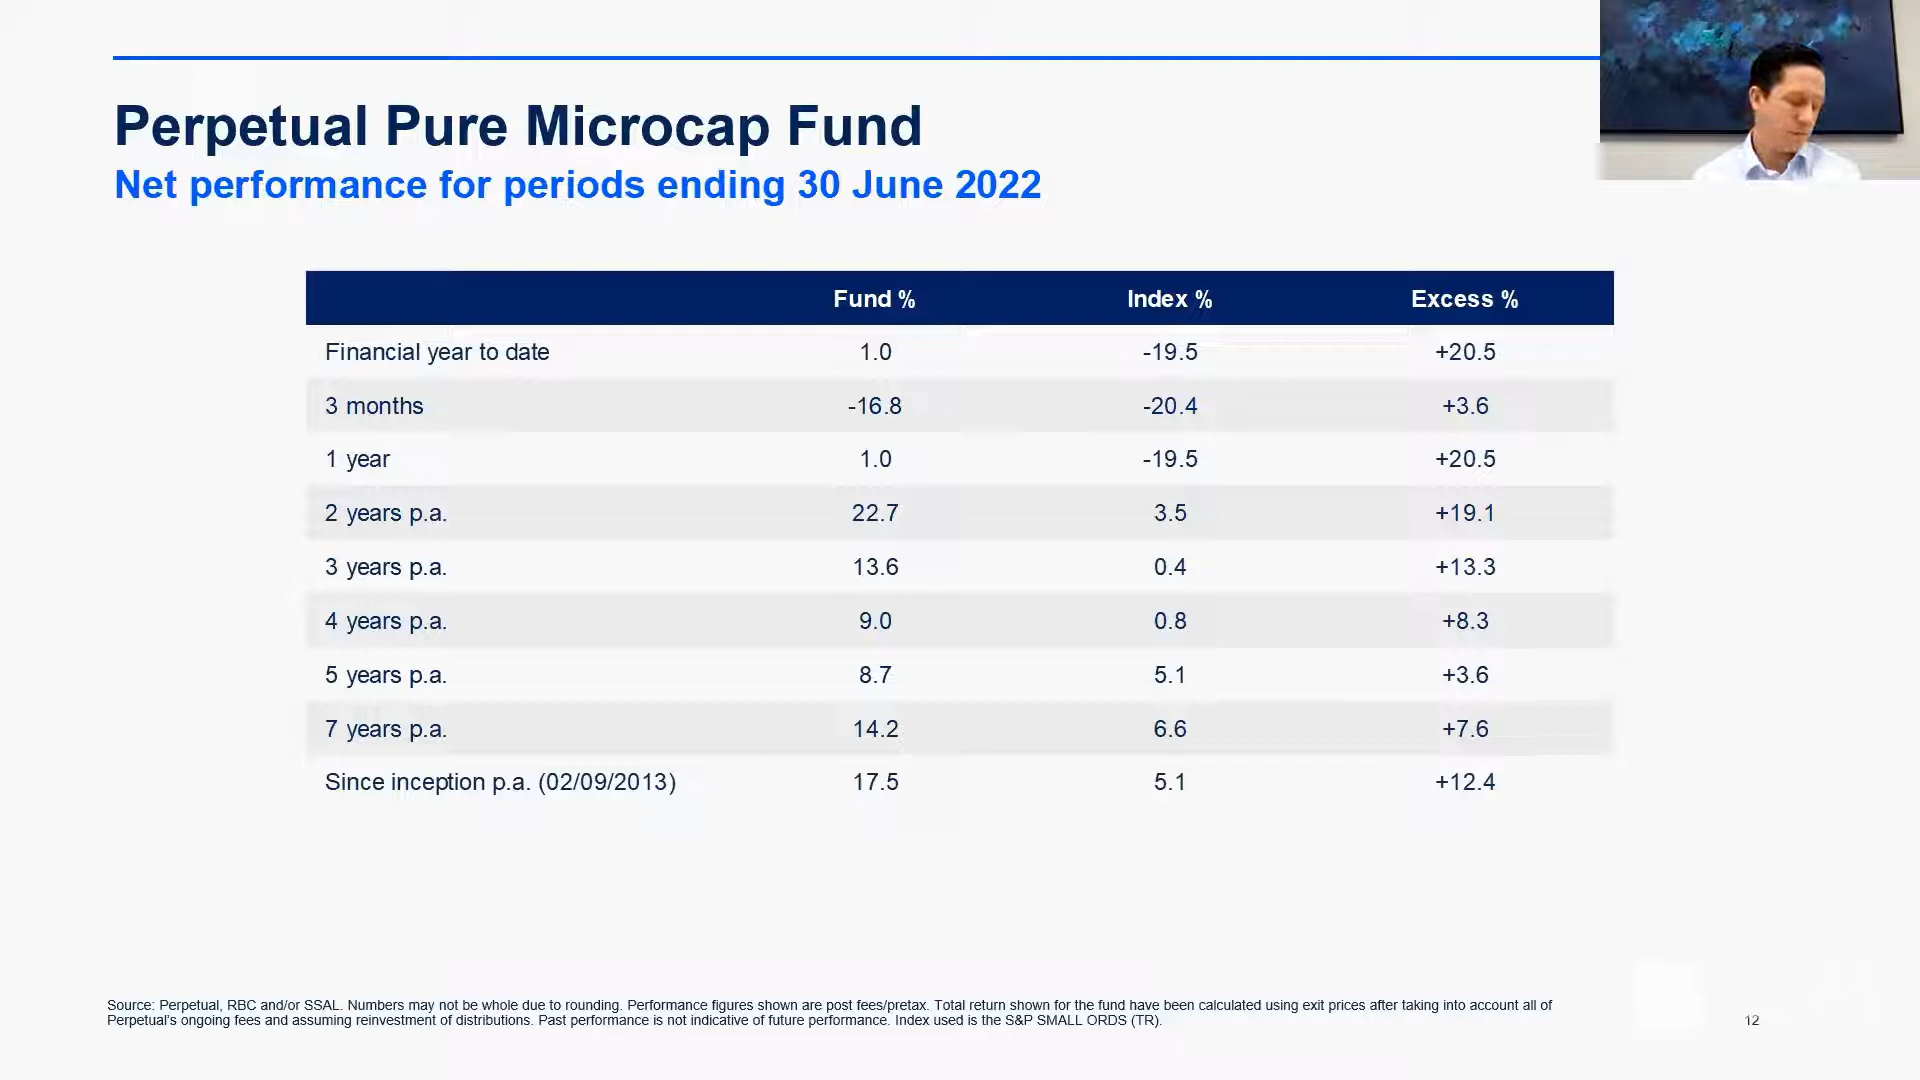 Perpetual Pure Microcap Fund
Net performance for periods ending 30 June 2022
Fund % Index % Excess %
Financial year to date 1.0 -19.5 +20.5
3 months -16.8 -20.4 +3.6
1 year 1.0 -19.5 +20.5
2 years p.a. 22.7 3.5 +19.1
3 years p.a. 13.6 0.4 +13.3
4 years p.a. 9.0 0.8 +8.3
5 years p.a. 8.7 5.1 +3.6
7 years p.a. 14.2 6.6 +7.6
Since inception p.a. (02/09/2013) 17.5 5.1 +12.4
Source: Perpetual, RBC and/or SSAL. Numbers may not be whole due to rounding. Performance figures shown are post fees/pretax. Total return shown for the fund have been calculated using exit prices after taking into account all of
Perpetual's ongoing fees and assuming reinvestment of distributions. Past performance is not indicative of future performance. Index used is the S&P SMALL ORDS (TR).
12